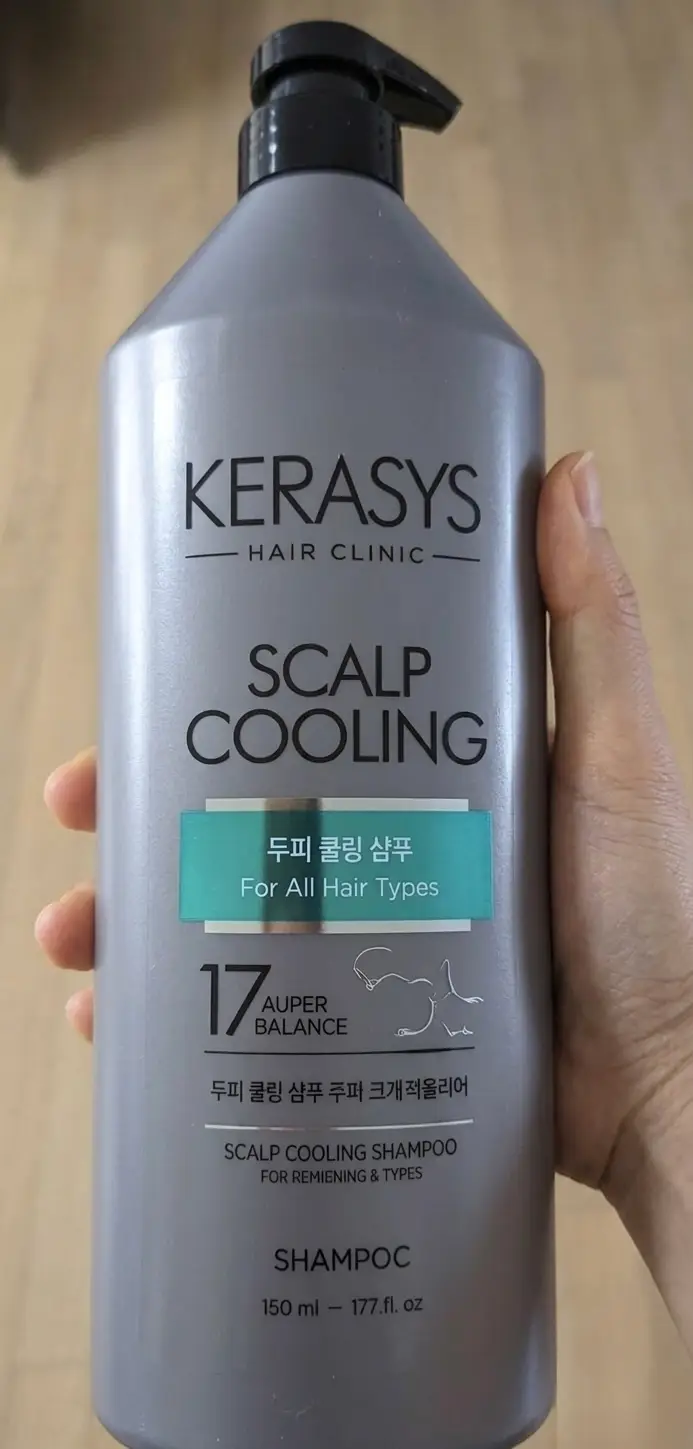 KERASYS
HAIR CLINIC
SCALP
COOLING
두피 쿨링 샴푸
For All Hair Types
17 AUPER
BALANCE
두피 쿨링 샴푸 주퍼 크개적올리어
SCALP COOLING SHAMPOO
FOR REMIENING & TYPES
SHAMPOC
150 ml – 177.fl. oz